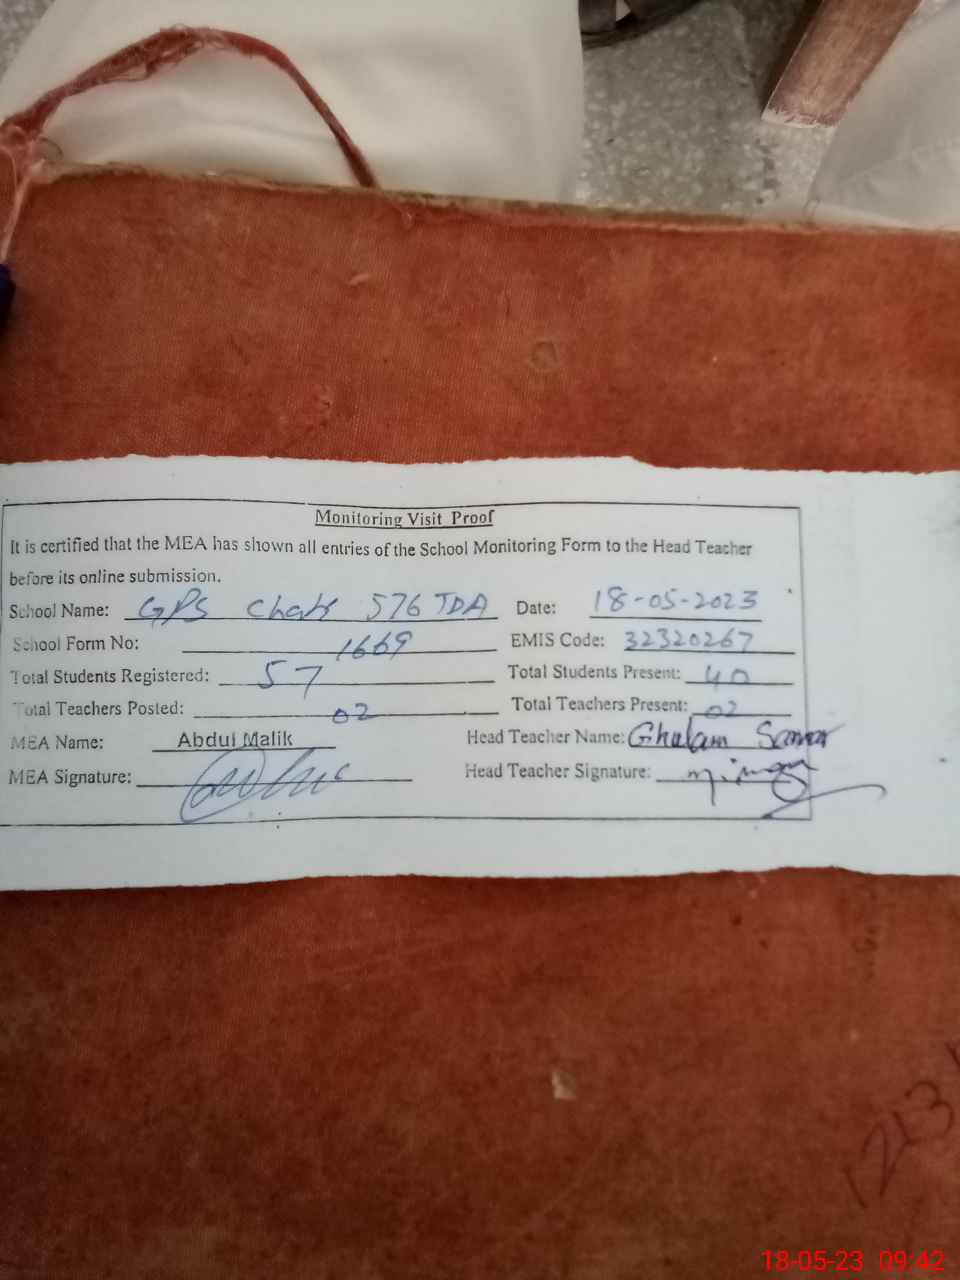 Monitoring Visit Proof
It is certified that the MEA has shown all entries of the School Monitoring Form to the Head Teacher
before its online submission.
School Name: GPS Chak 576 TDA Date: 18-05-2023
School Form No: 1669 EMIS Code: 32320267
Total Students Registered: 57 Total Students Present: 40
Total Teachers Posted: 02 Total Teachers Present: 02
MEA Name: Abdul Malik Head Teacher Name: Ghulam Sarwar
MEA Signature: Head Teacher Signature:
18-05-23 09:42